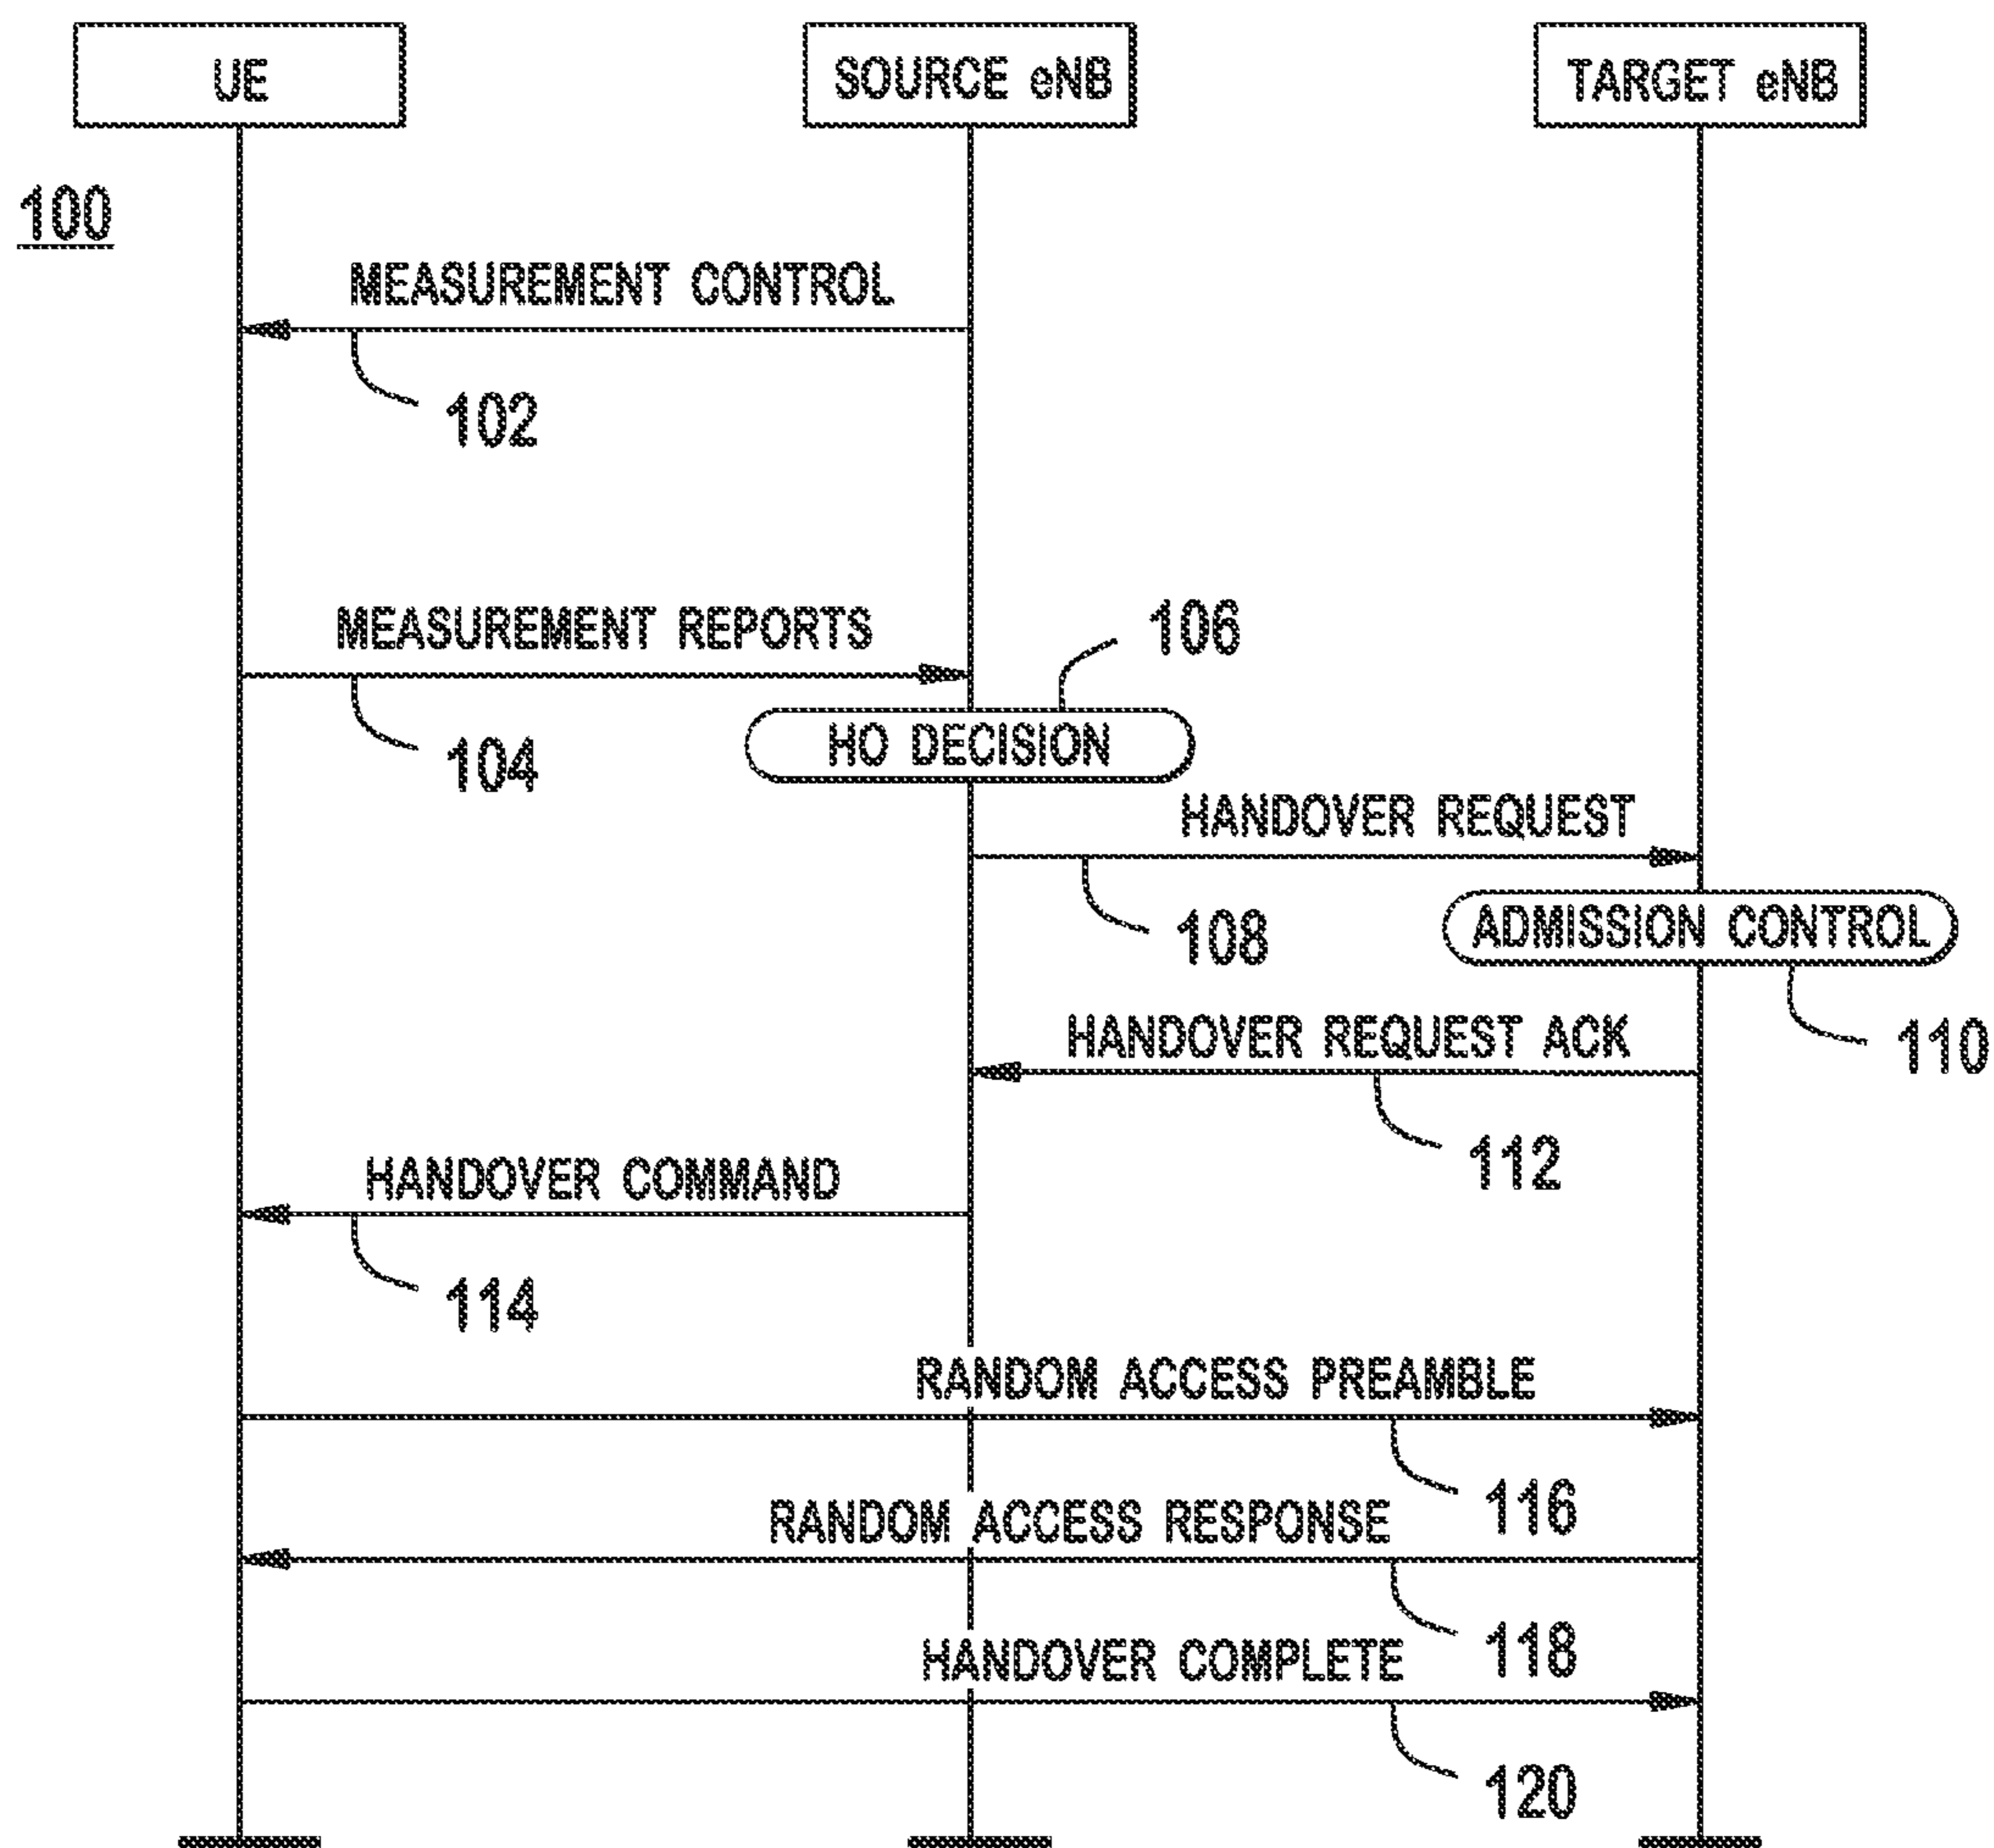 UE
SOURCE eNB
TARGET eNB
100
MEASUREMENT CONTROL
102
MEASUREMENT REPORTS
104
106
HO DECISION
HANDOVER REQUEST
108
ADMISSION CONTROL
110
HANDOVER REQUEST ACK
112
HANDOVER COMMAND
114
RANDOM ACCESS PREAMBLE
116
RANDOM ACCESS RESPONSE
118
HANDOVER COMPLETE
120